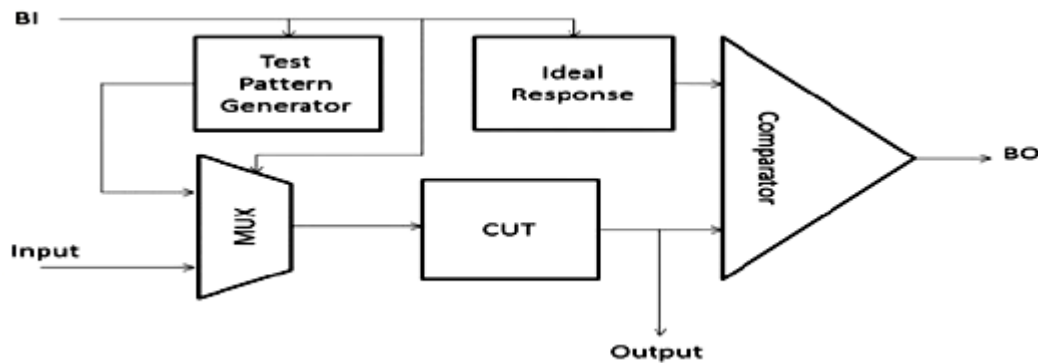 BI
Test
Pattern
Generator
Ideal
Response
Comparator
BO
MUX
CUT
Input
Output